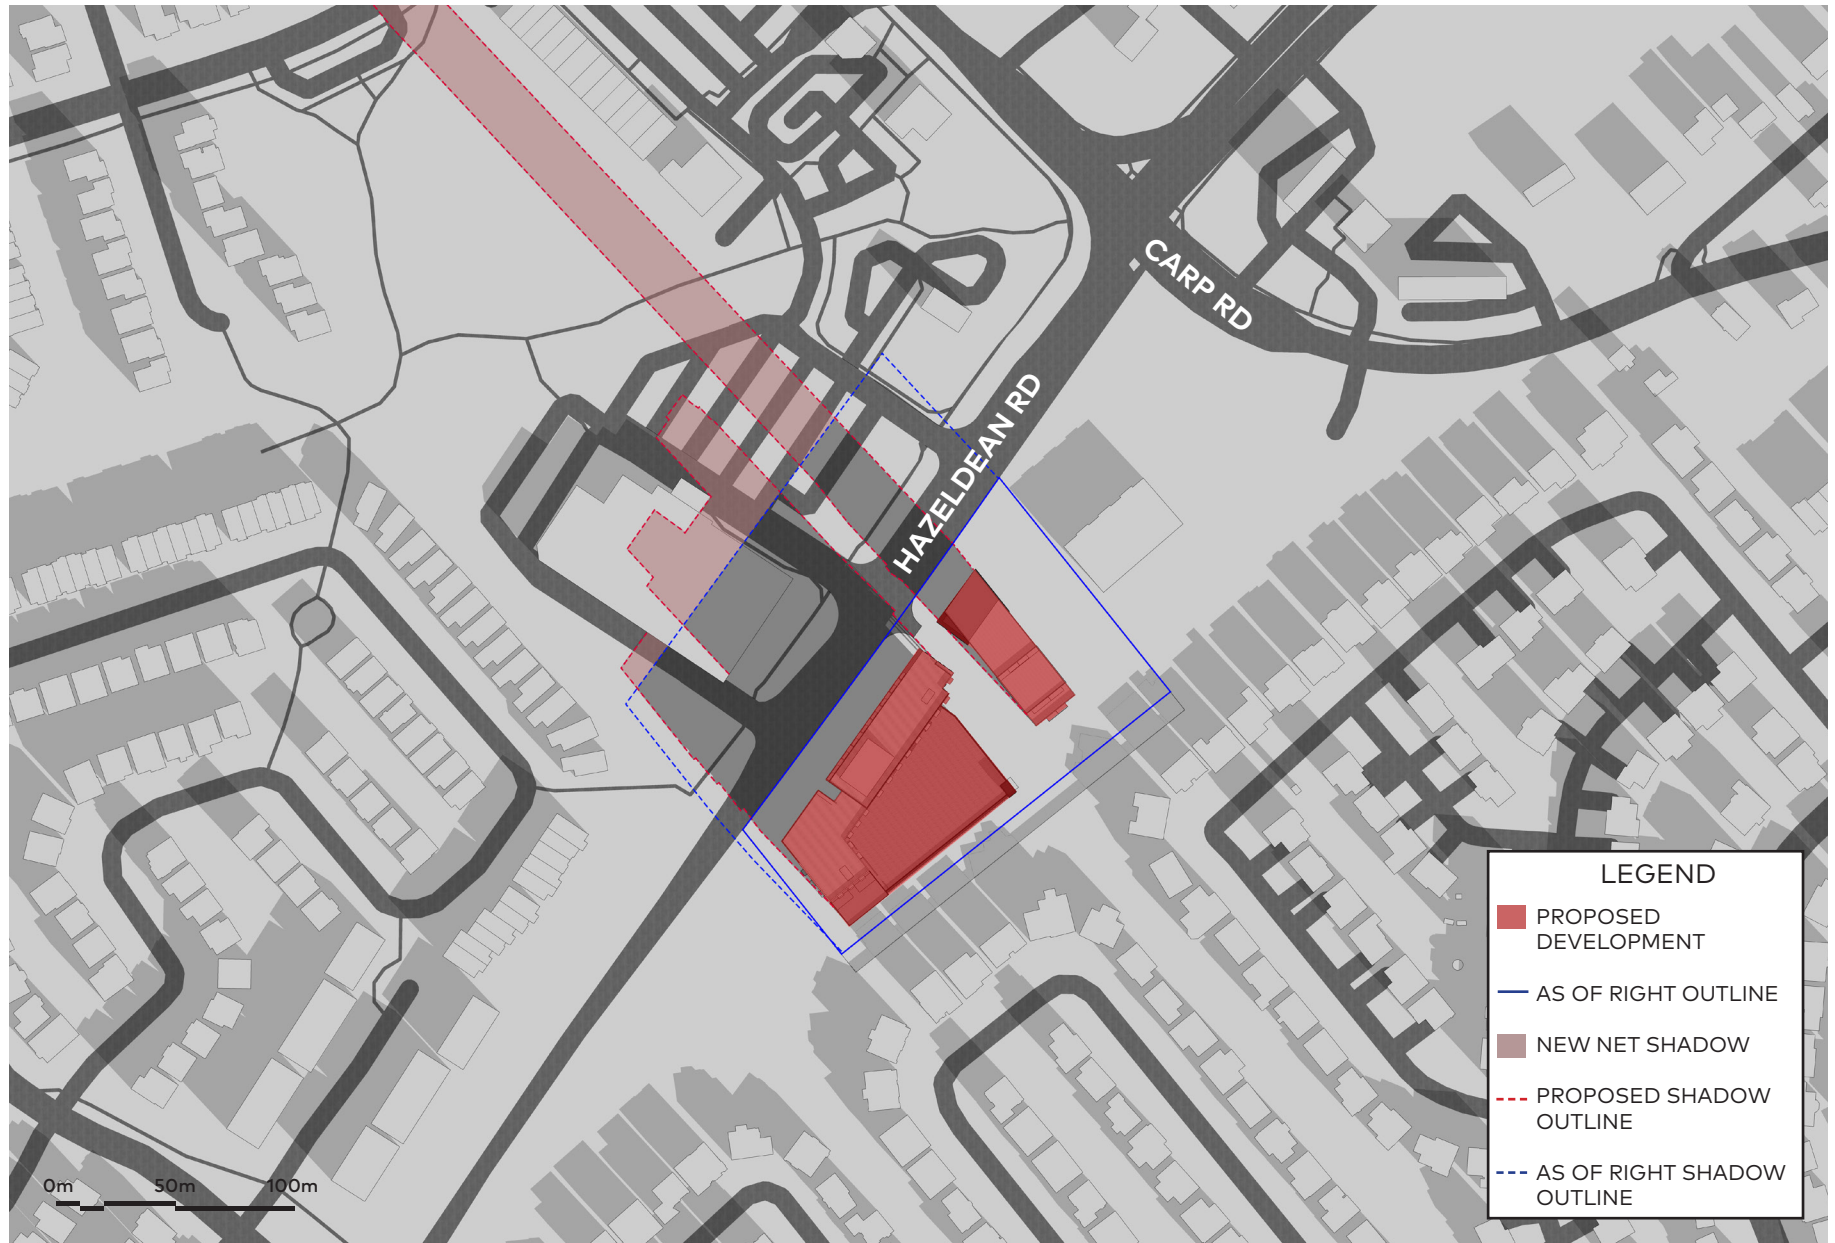 CARP RD
HAZELDEAN RD
LEGEND
PROPOSED
DEVELOPMENT
AS OF RIGHT OUTLINE
NEW NET SHADOW
PROPOSED SHADOW
OUTLINE
AS OF RIGHT SHADOW
OUTLINE
0m 50m 100m